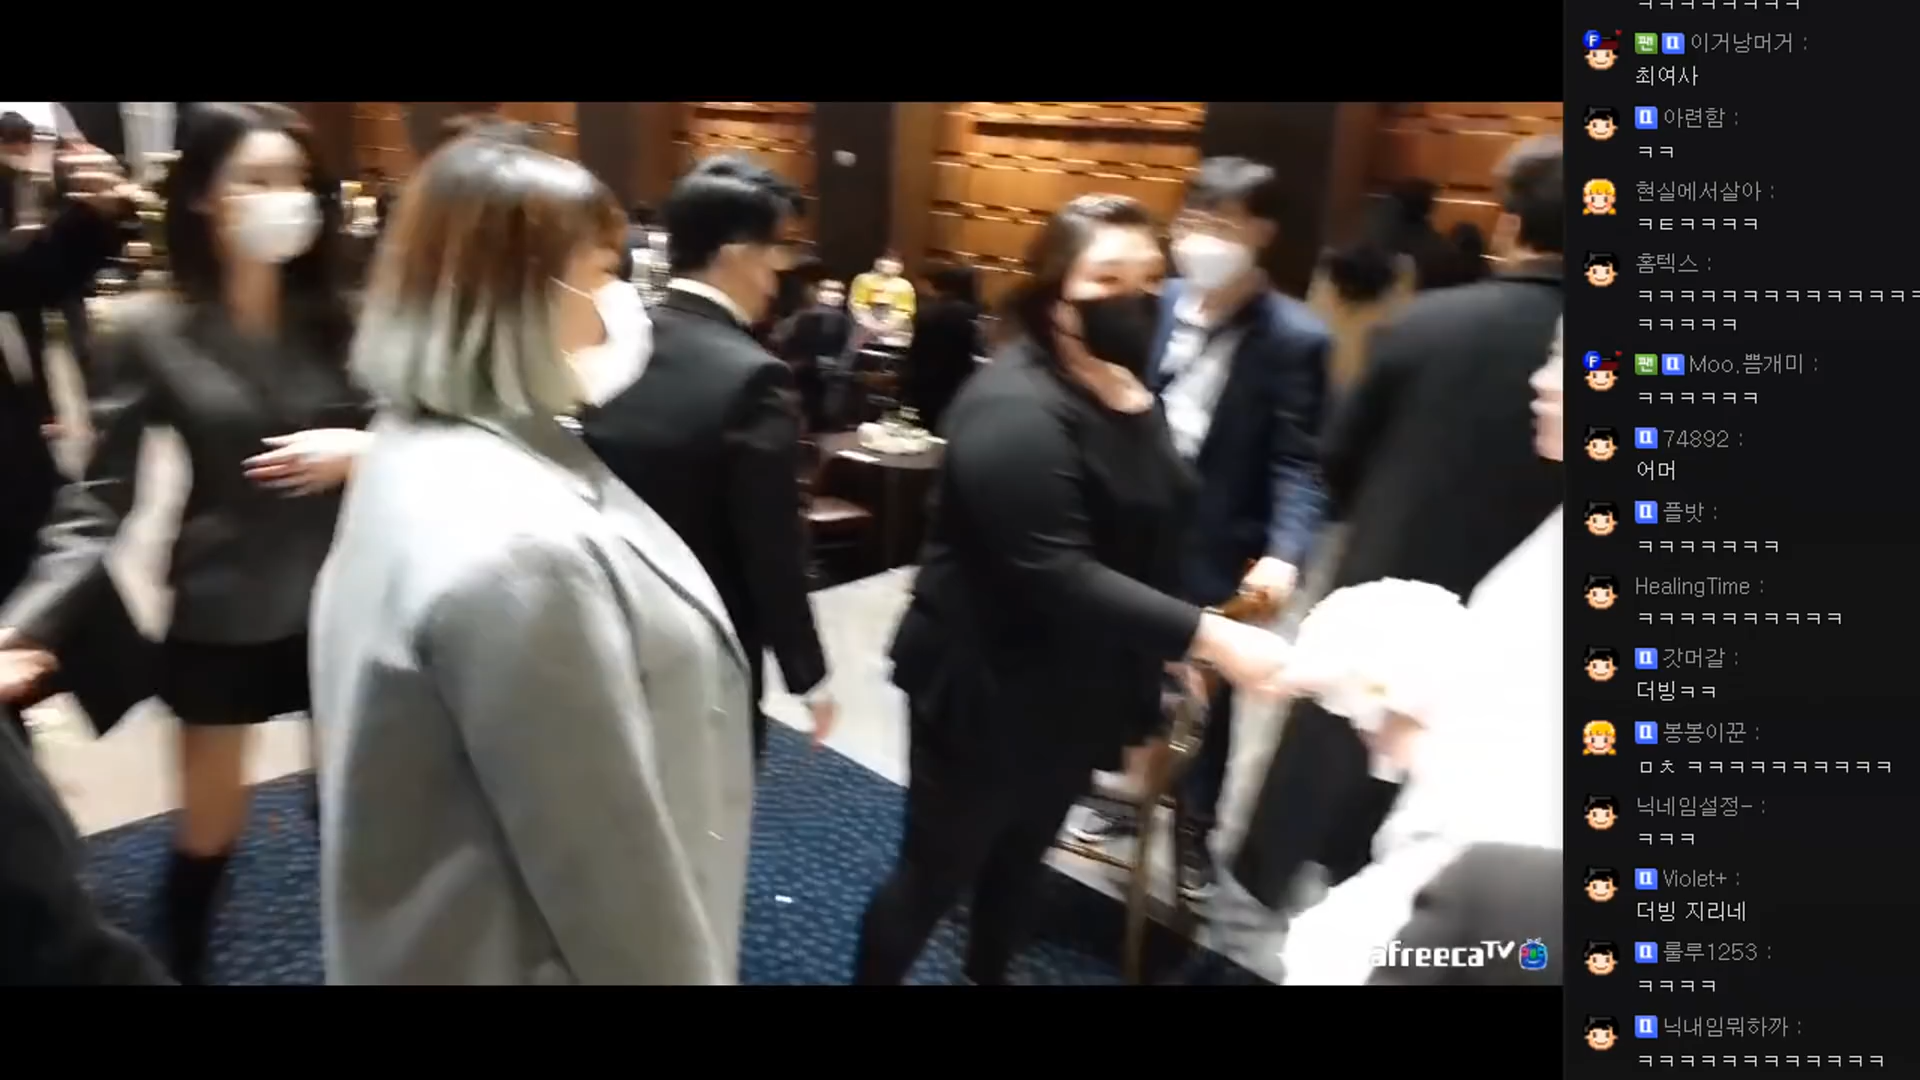 ㅋㅋㅋㅋㅋㅋㅋㅋ
팬 이거낭머거 :
최여사
아련함 :
ㅋㅋ
현실에서살아 :
ㅋㅌㅋㅋㅋㅋ
홈텍스 :
ㅋㅋㅋㅋㅋㅋㅋㅋㅋㅋㅋㅋㅋㅋ
ㅋㅋㅋㅋㅋ
팬 Moo.쁨개미 :
ㅋㅋㅋㅋㅋㅋ
74892 :
어머
플밧 :
ㅋㅋㅋㅋㅋㅋㅋ
HealingTime :
ㅋㅋㅋㅋㅋㅋㅋㅋㅋㅋ
갓머갈 :
더빙ㅋㅋ
봉봉이꾼 :
ㅁㅊ ㅋㅋㅋㅋㅋㅋㅋㅋㅋㅋ
닉네임설정- :
ㅋㅋㅋ
Violet+ :
더빙 지리네
룰루1253 :
ㅋㅋㅋㅋ
닉내임뭐하까 :
ㅋㅋㅋㅋㅋㅋㅋㅋㅋㅋㅋㅋ
afreecaTV